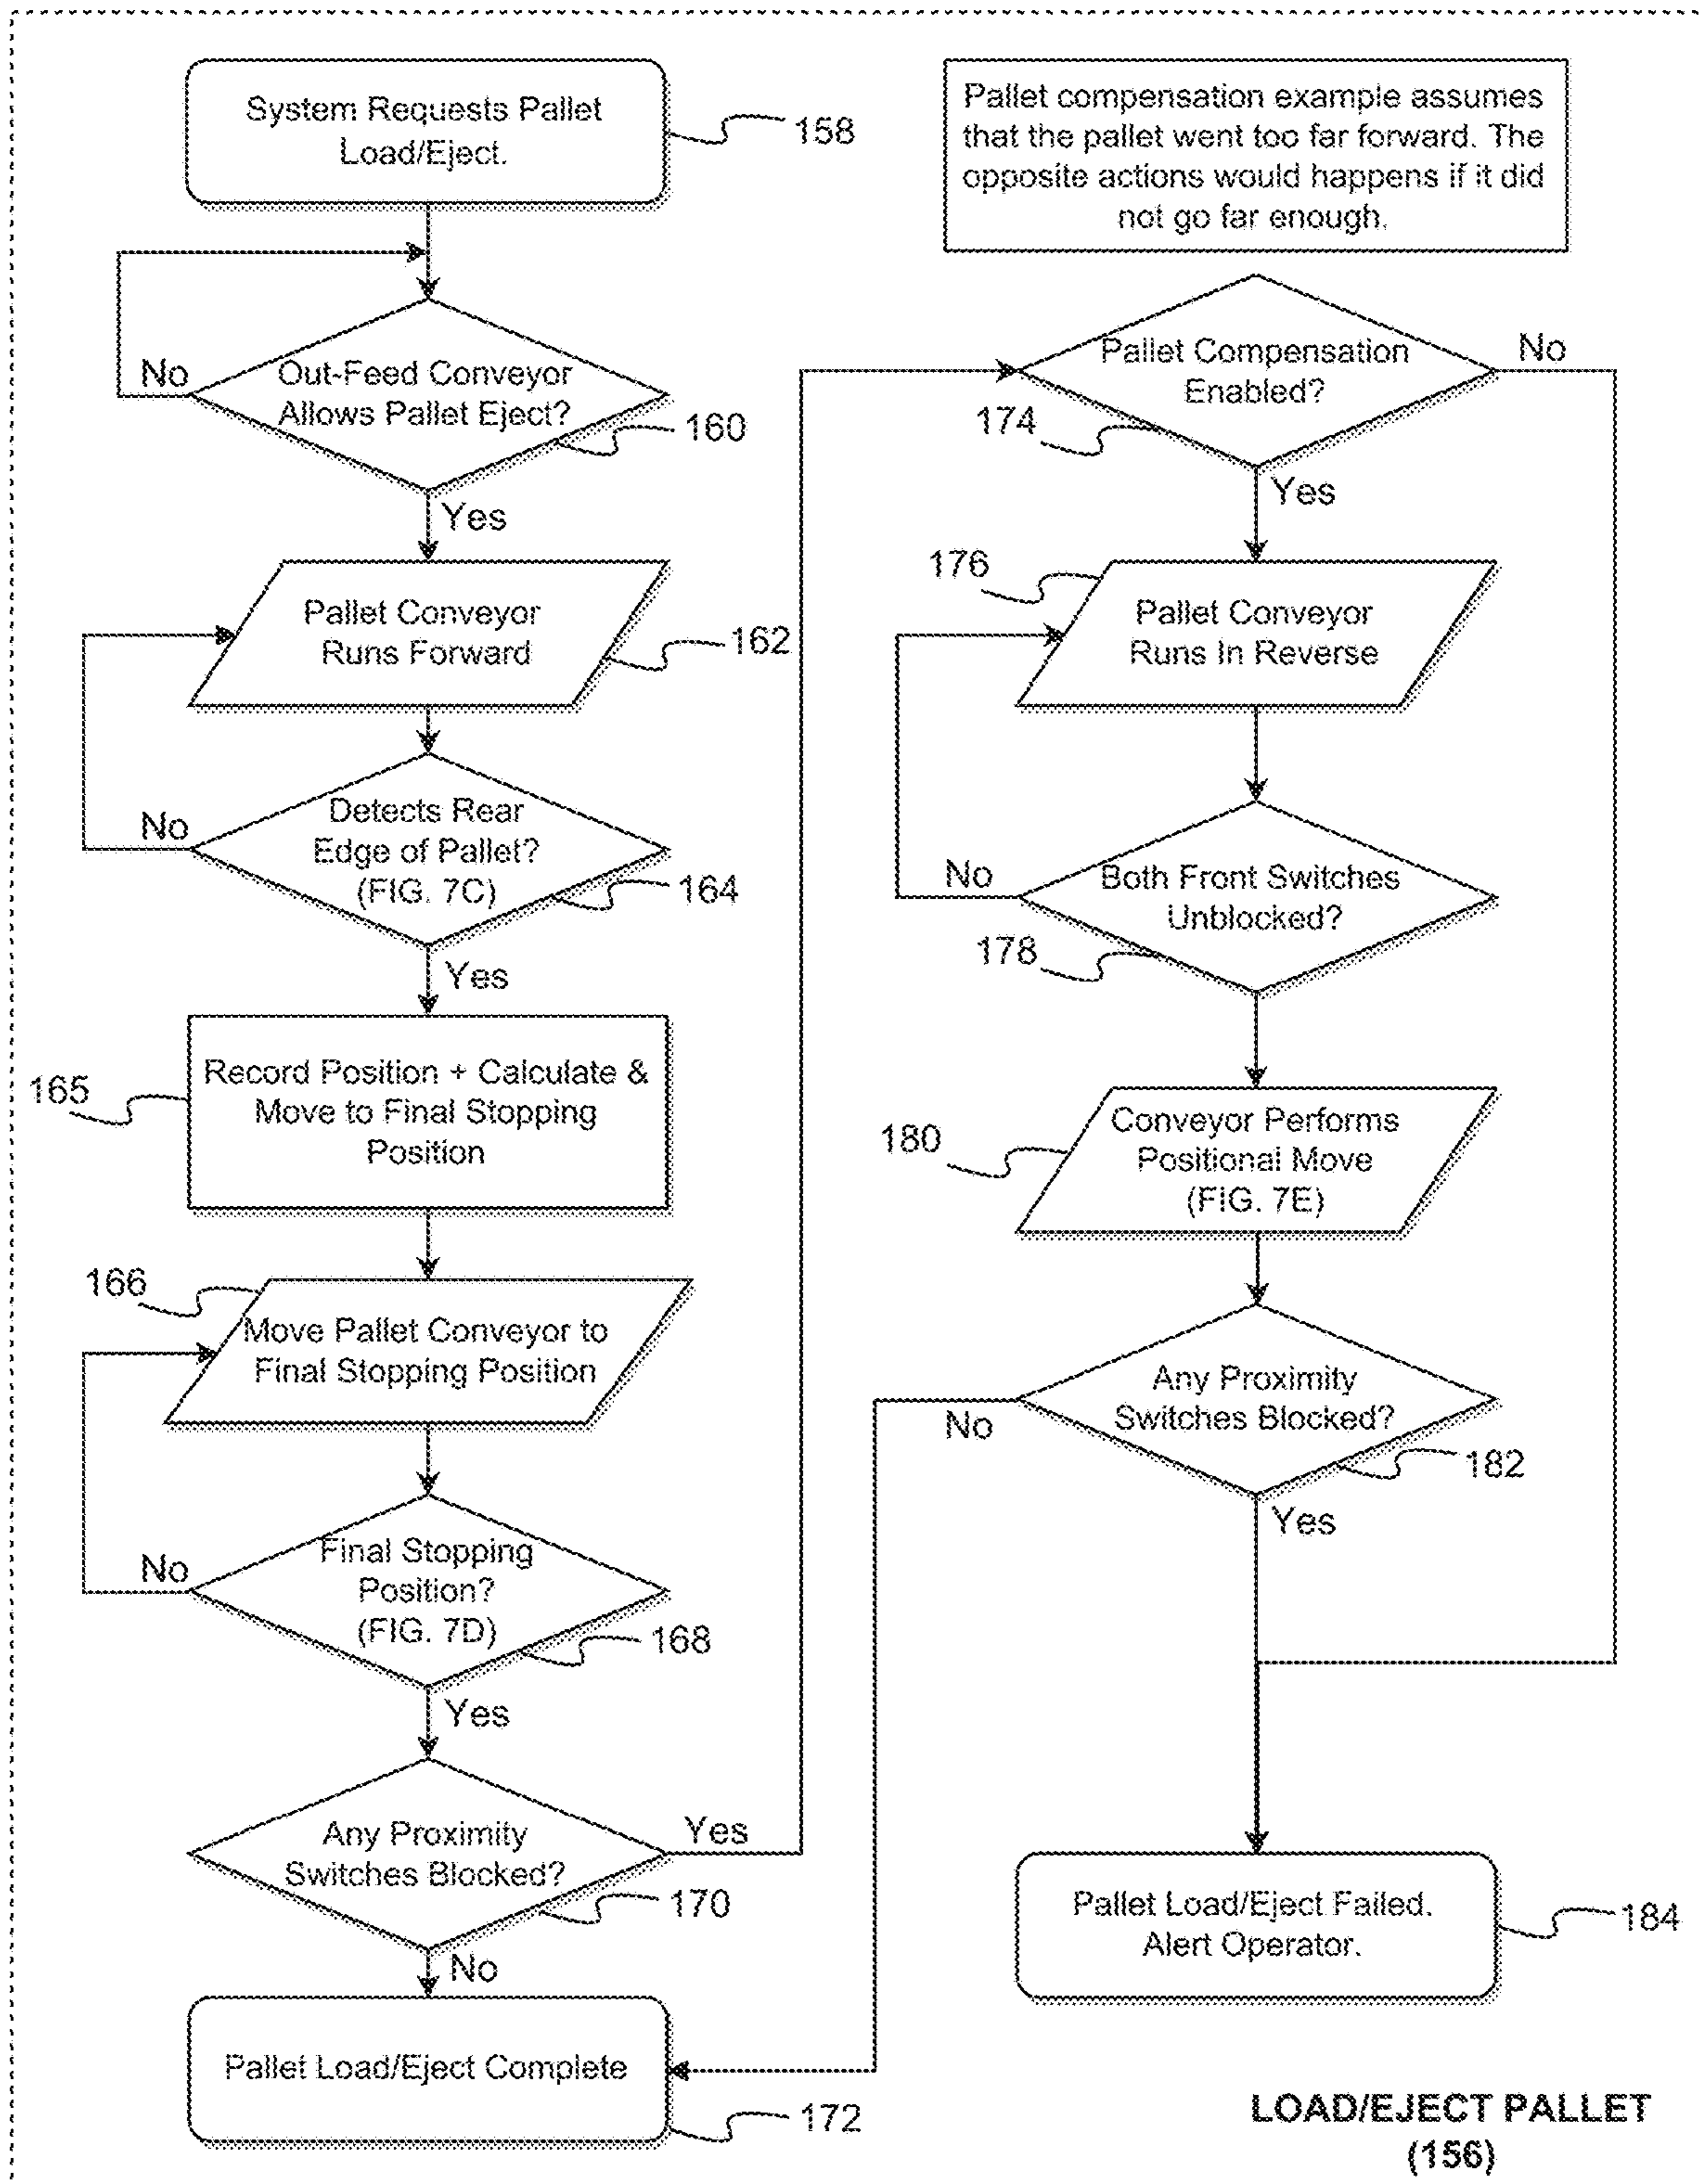 System Requests Pallet
Load/Eject.
158
No
Out-Feed Conveyor
Allows Pallet Eject?
160
Yes
Pallet Conveyor
Runs Forward
162
No
Detects Rear
Edge of Pallet?
(FIG. 7C)
164
Yes
165
Record Position + Calculate &
Move to Final Stopping
Position
166
Move Pallet Conveyor to
Final Stopping Position
No
Final Stopping
Position?
(FIG. 7D)
168
Yes
Any Proximity
Switches Blocked?
Yes
170
No
Pallet Load/Eject Complete
172
Pallet compensation example assumes
that the pallet went too far forward. The
opposite actions would happens if it did
not go far enough.
Pallet Compensation
Enabled?
No
174
Yes
176
Pallet Conveyor
Runs In Reverse
No
Both Front Switches
Unblocked?
178
180
Conveyor Performs
Positional Move
(FIG. 7E)
Any Proximity
Switches Blocked?
No
182
Yes
Pallet Load/Eject Failed.
Alert Operator.
184
LOAD/EJECT PALLET
(156)